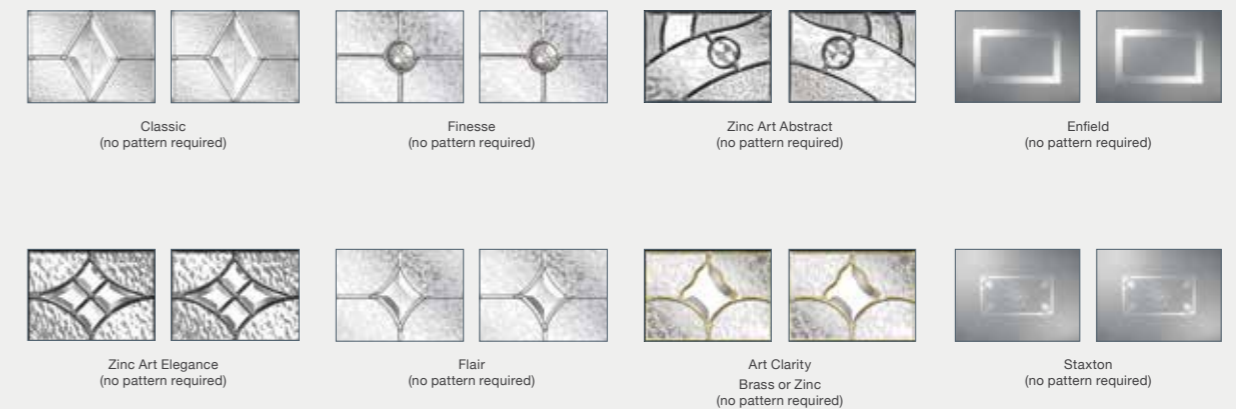 Classic
(no pattern required)
Finesse
(no pattern required)
Zinc Art Abstract
(no pattern required)
Enfield
(no pattern required)
Zinc Art Elegance
(no pattern required)
Flair
(no pattern required)
Art Clarity
Brass or Zinc
(no pattern required)
Staxton
(no pattern required)